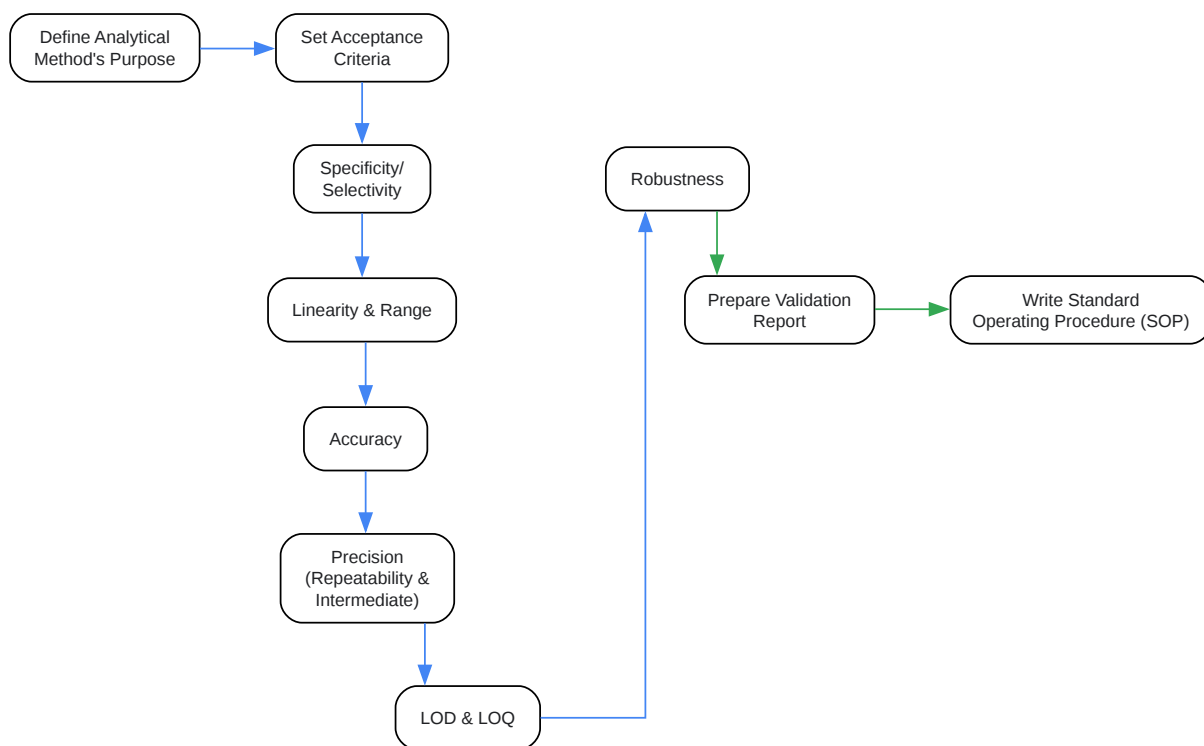 Define Analytical
Method's Purpose
Set Acceptance
Criteria
Specificity/
Selectivity
Linearity & Range
Accuracy
Precision
(Repeatability &
Intermediate)
LOD & LOQ
Robustness
Prepare Validation
Report
Write Standard
Operating Procedure (SOP)